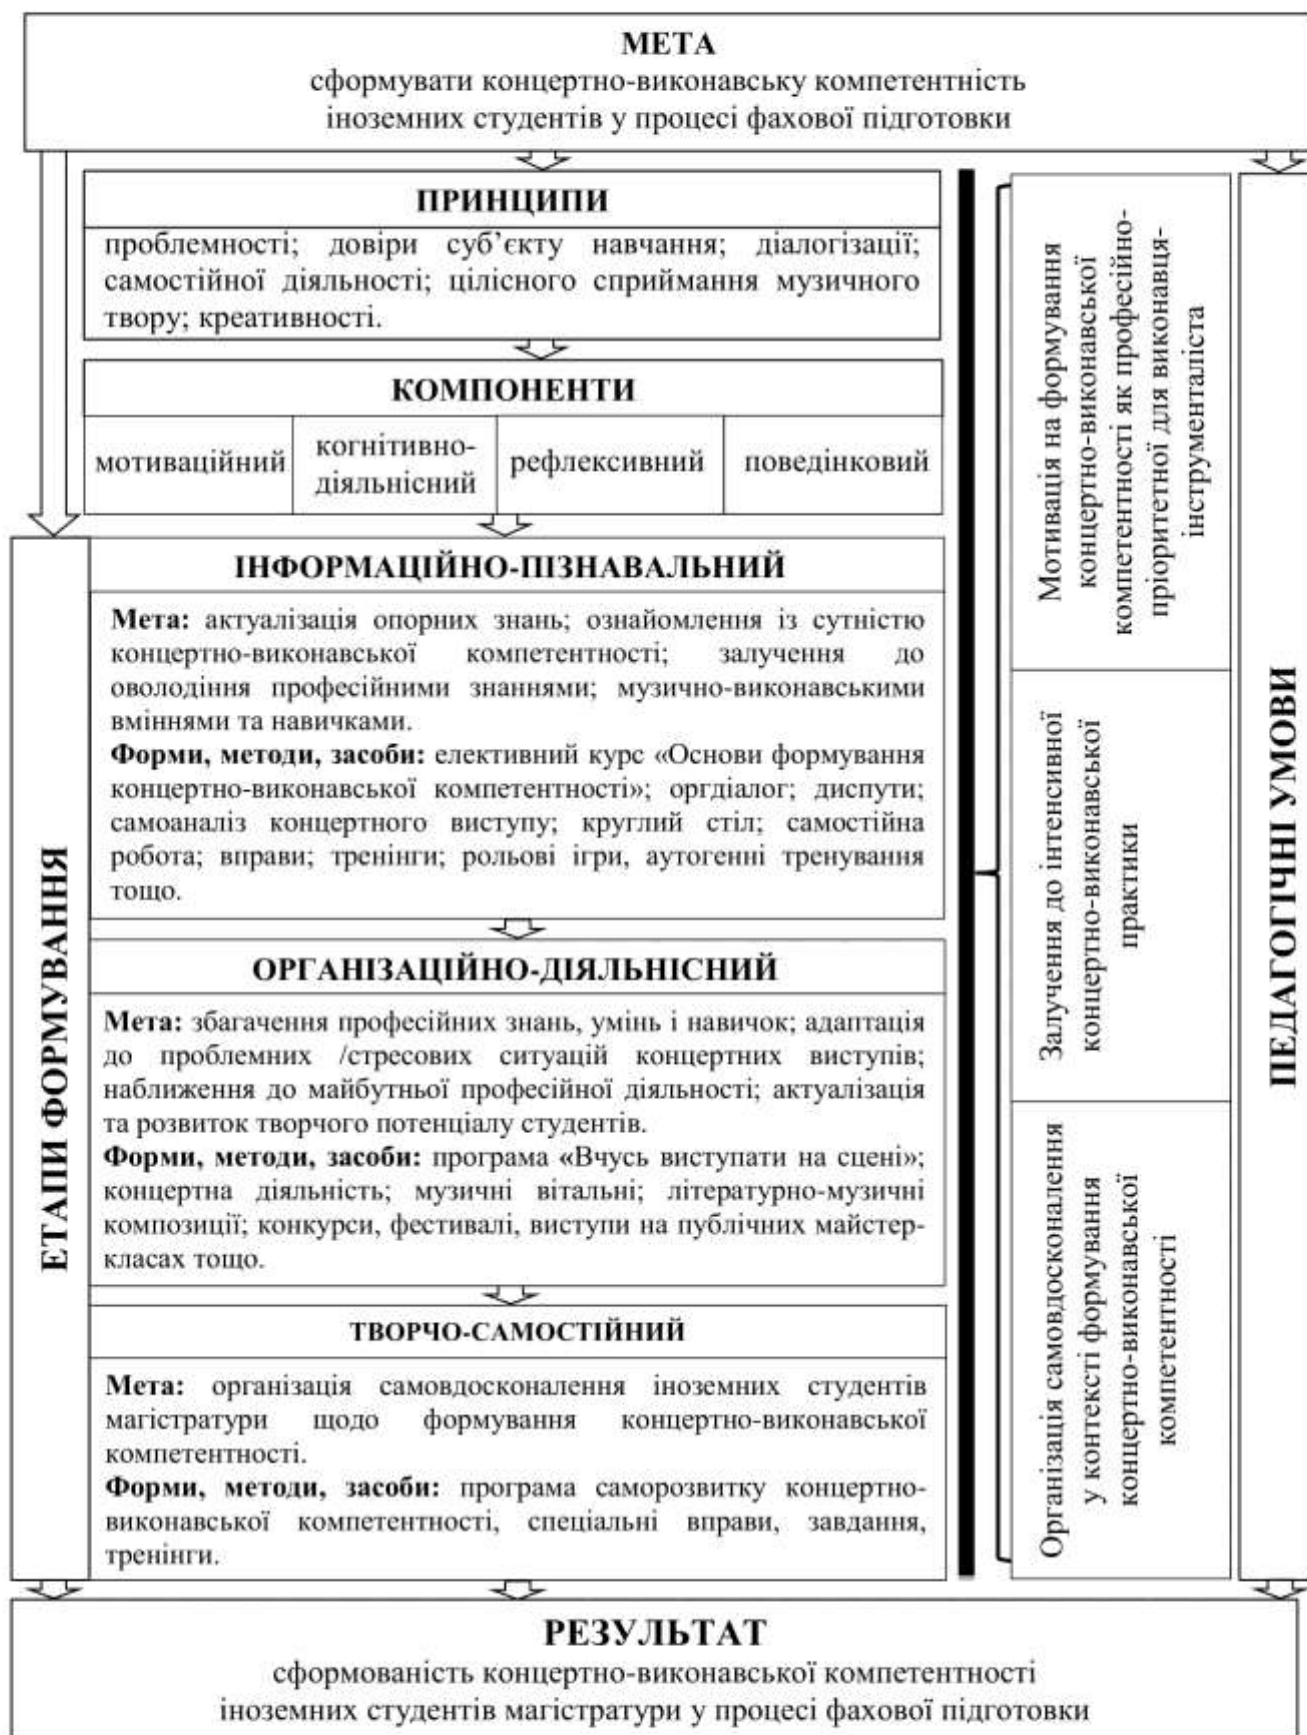 МЕТА
сформувати концертно-виконавську компетентність
іноземних студентів у процесі фахової підготовки
ПРИНЦИПИ
проблемності; довіри суб’єкту навчання; діалогізації;
самостійної діяльності; цілісного сприймання музичного
твору; креативності.
КОМПОНЕНТИ
мотиваційний
когнітивно-
діяльнісний
рефлексивний
поведінковий
ЕТАПИ ФОРМУВАННЯ
ІНФОРМАЦІЙНО-ПІЗНАВАЛЬНИЙ
Мета: актуалізація опорних знань; ознайомлення із сутністю
концертно-виконавської компетентності; залучення до
оволодіння професійними знаннями; музично-виконавськими
вміннями та навичками.
Форми, методи, засоби: елективний курс «Основи формування
концертно-виконавської компетентності»; оргдіалог; диспути;
самоаналіз концертного виступу; круглий стіл; самостійна
робота; вправи; тренінги; рольові ігри, аутогенні тренування
тощо.
ОРГАНІЗАЦІЙНО-ДІЯЛЬНІСНИЙ
Мета: збагачення професійних знань, умінь і навичок; адаптація
до проблемних /стресових ситуацій концертних виступів;
наближення до майбутньої професійної діяльності; актуалізація
та розвиток творчого потенціалу студентів.
Форми, методи, засоби: програма «Вчусь виступати на сцені»;
концертна діяльність; музичні вітальні; літературно-музичні
композиції; конкурси, фестивалі, виступи на публічних майстер-
класах тощо.
ТВОРЧО-САМОСТІЙНИЙ
Мета: організація самовдосконалення іноземних студентів
магістратури щодо формування концертно-виконавської
компетентності.
Форми, методи, засоби: програма саморозвитку концертно-
виконавської компетентності, спеціальні вправи, завдання,
тренінги.
Мотивація на формування
концертно-виконавської
компетентності як професійно-
пріоритетної для виконавця-
інструменталіста
Залучення до інтенсивної
концертно-виконавської
практики
Організація самовдосконалення
у контексті формування
концертно-виконавської
компетентності
ПЕДАГОГІЧНІ УМОВИ
РЕЗУЛЬТАТ
сформованість концертно-виконавської компетентності
іноземних студентів магістратури у процесі фахової підготовки